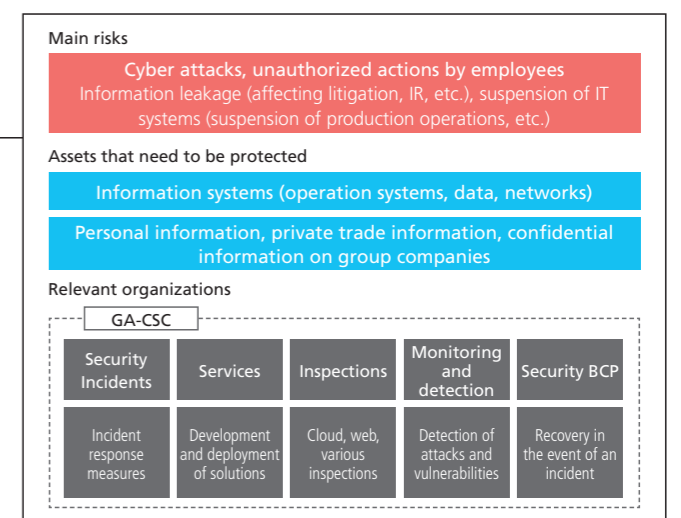 Main risks
Cyber attacks, unauthorized actions by employees
Information leakage (affecting litigation, IR, etc.), suspension of IT
systems (suspension of production operations, etc.)
Assets that need to be protected
Information systems (operation systems, data, networks)
Personal information, private trade information, confidential
information on group companies
Relevant organizations
GA-CSC
Security
Incidents
Services
Inspections
Monitoring
and
detection
Security BCP
Incident
response
measures
Development
and deployment
of solutions
Cloud, web,
various
inspections
Detection of
attacks and
vulnerabilities
Recovery in
the event of an
incident